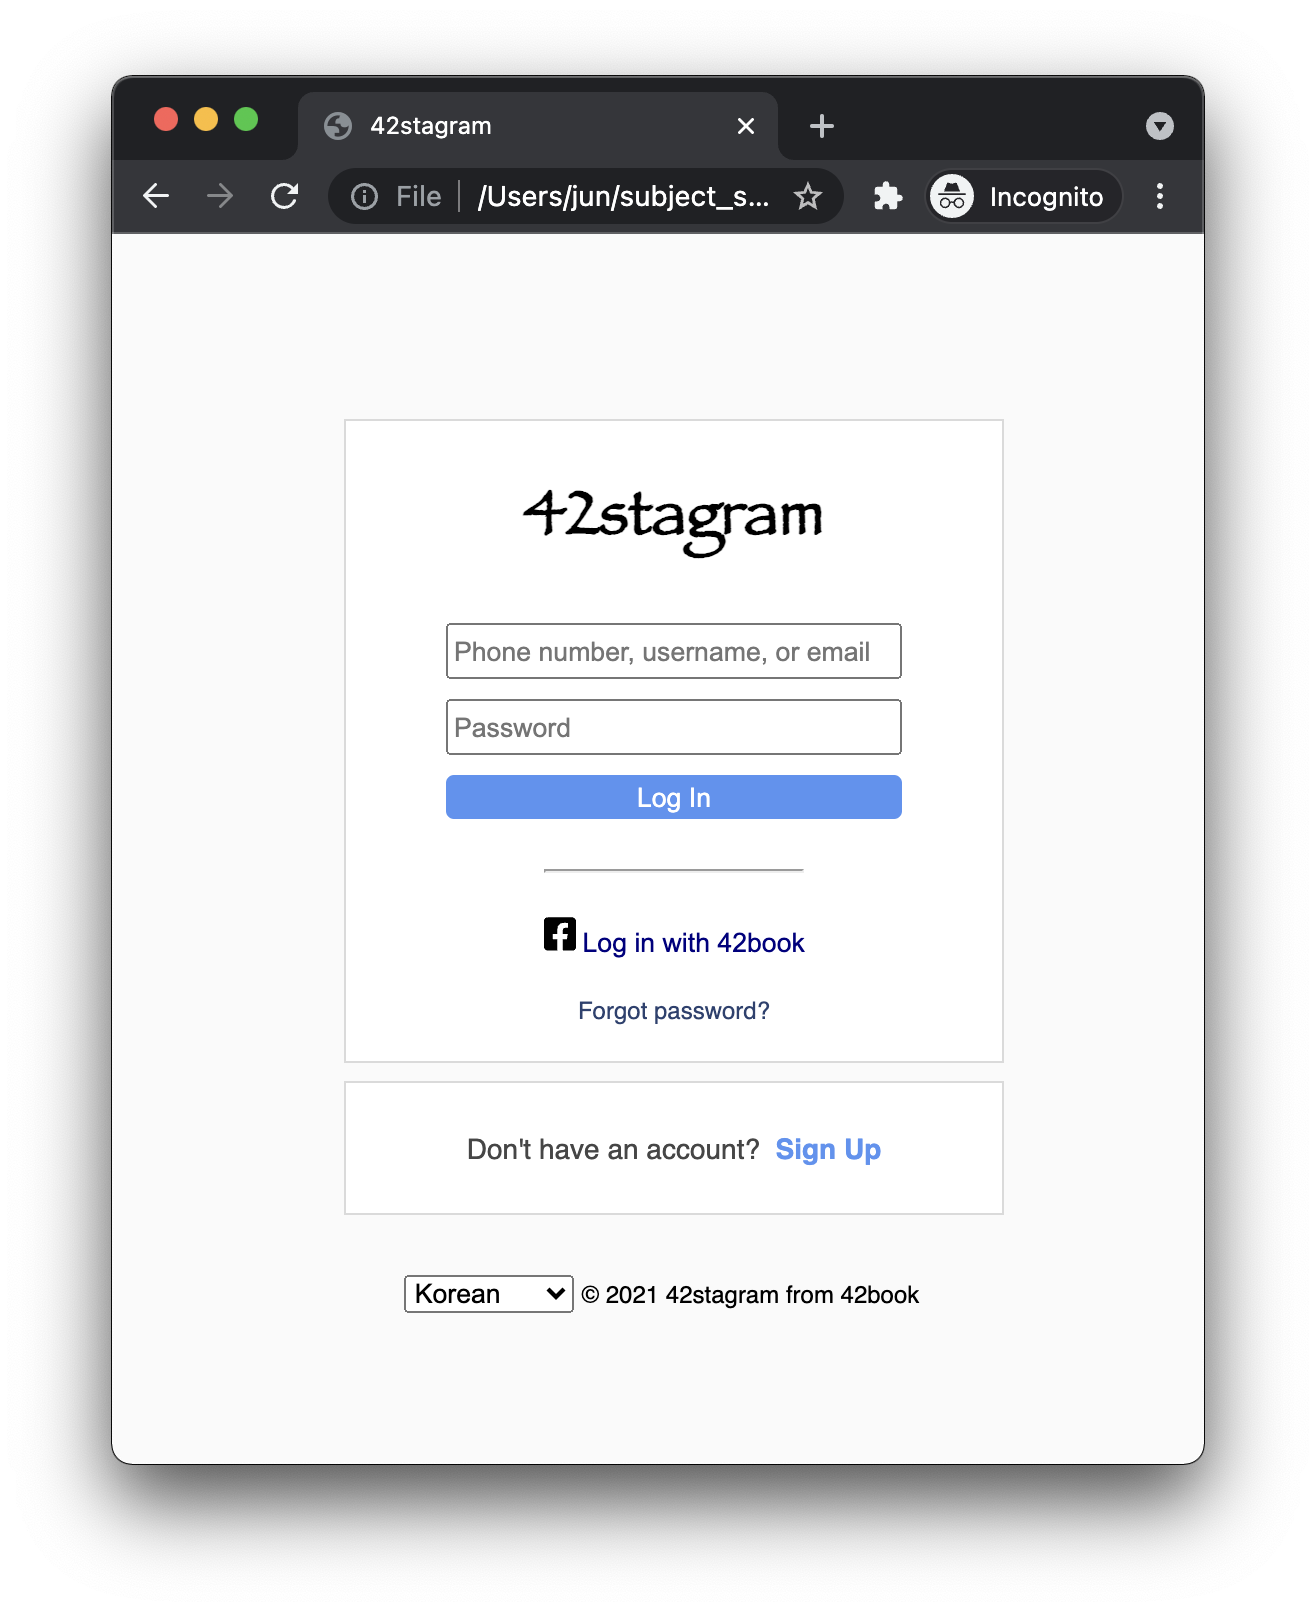 42stagram
File /Users/jun/subject_s... Incognito
42stagram
Phone number, username, or email
Password
Log In
Log in with 42book
Forgot password?
Don't have an account? Sign Up
Korean © 2021 42stagram from 42book